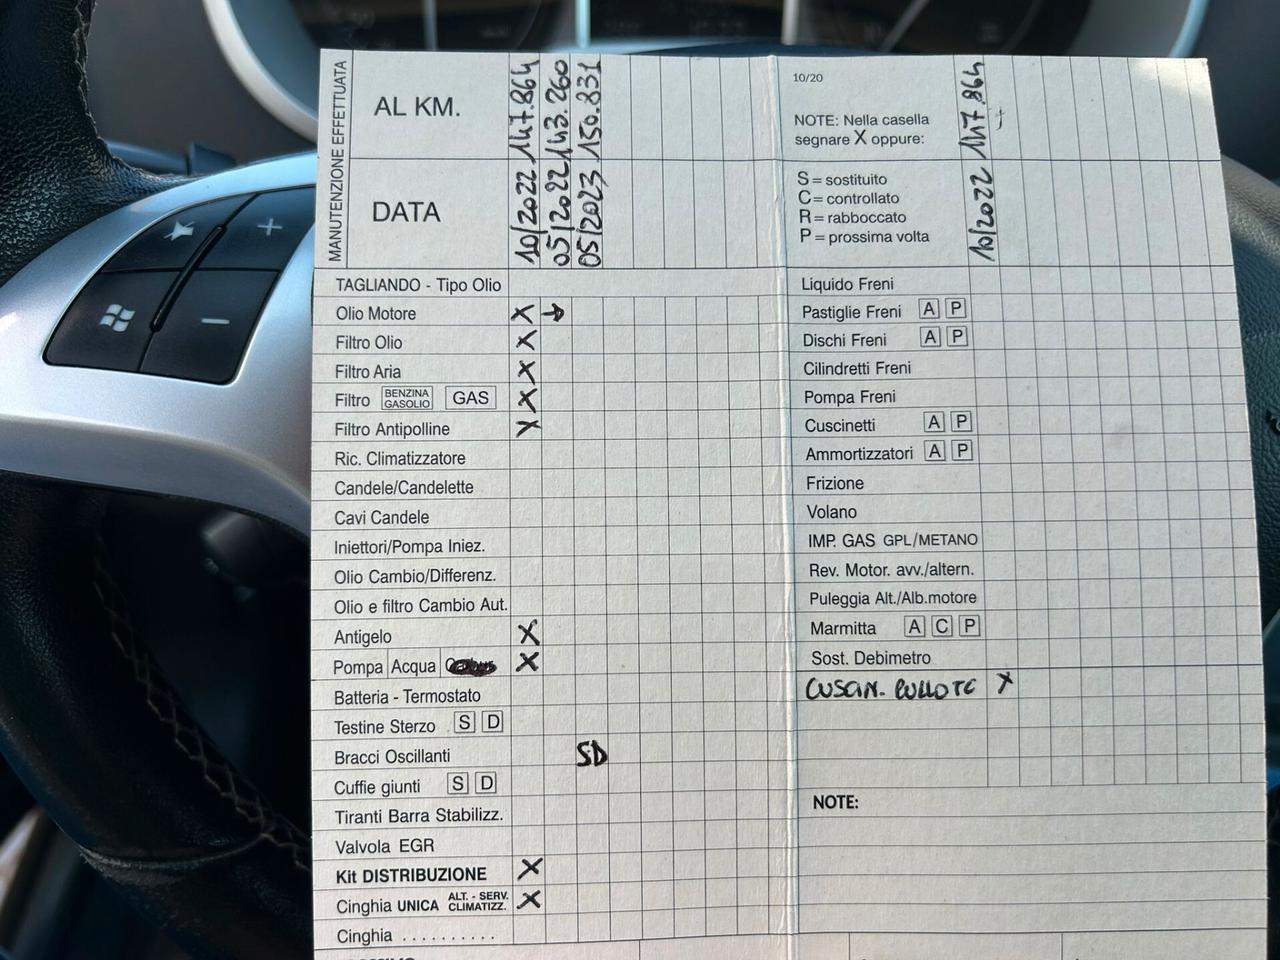 MANUTENZIONE EFFETTUATA
AL KM.
147.864
143.260
150.831
DATA
10/2022
05/2022
05/2023
TAGLIANDO - Tipo Olio
Olio Motore X →
Filtro Olio X
Filtro Aria X
Filtro BENZINA GASOLIO GAS X
Filtro Antipolline X
Ric. Climatizzatore
Candele/Candelette
Cavi Candele
Iniettori/Pompa Iniez.
Olio Cambio/Differenz.
Olio e filtro Cambio Aut.
Antigelo X
Pompa Acqua X
Batteria - Termostato
Testine Sterzo S D
Bracci Oscillanti SD
Cuffie giunti S D
Tiranti Barra Stabilizz.
Valvola EGR
Kit DISTRIBUZIONE X
Cinghia UNICA ALT. - SERV. CLIMATIZZ. X
Cinghia ..........
10/20
NOTE: Nella casella
segnare X oppure:
S = sostituito
C = controllato
R = rabboccato
P = prossima volta
147.864
10/2022
Liquido Freni
Pastiglie Freni A P
Dischi Freni A P
Cilindretti Freni
Pompa Freni
Cuscinetti A P
Ammortizzatori A P
Frizione
Volano
IMP. GAS GPL/METANO
Rev. Motor. avv./altern.
Puleggia Alt./Alb.motore
Marmitta A C P
Sost. Debimetro
CUSCIN. X
NOTE: